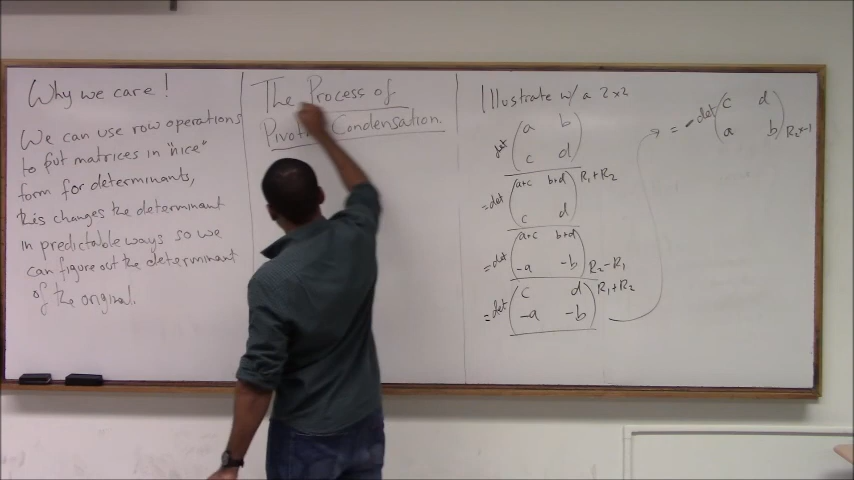 Why we care!
We can use row operations
to put matrices in "nice"
form for determinants,
this changes the determinant
in predictable ways so we
can figure out the determinant
of the original.
The Process of
Pivotal Condensation.
Illustrate w/ a 2x2
det (a b
c d)
= det (a+c b+d
c d) R₁+R₂
= det (a+c b+d
-a -b) R₂-R₁
= det (c d
-a -b) R₁+R₂
= - det (c d
a b) R₂x-1